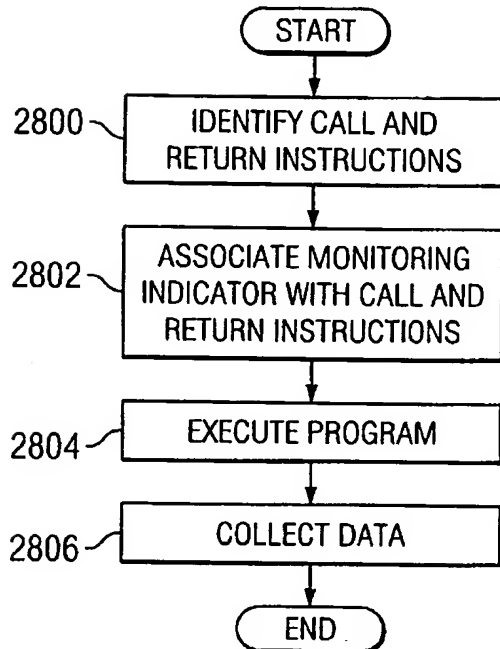 START
2800
IDENTIFY CALL AND
RETURN INSTRUCTIONS
2802
ASSOCIATE MONITORING
INDICATOR WITH CALL AND
RETURN INSTRUCTIONS
2804
EXECUTE PROGRAM
2806
COLLECT DATA
END